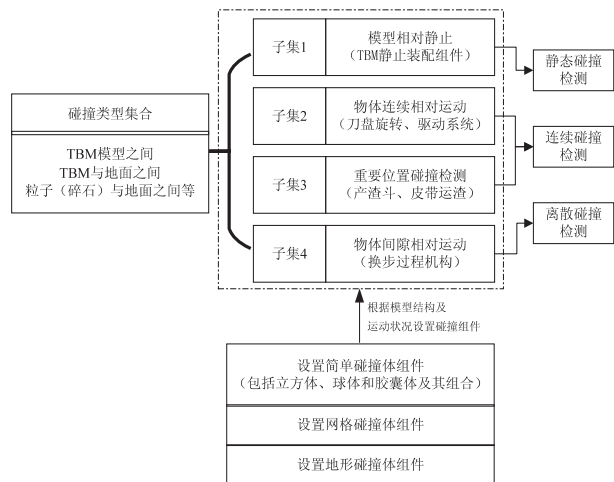 碰撞类型集合
TBM模型之间
TBM与地面之间
粒子（碎石）与地面之间等
子集1
模型相对静止
（TBM静止装配组件）
子集2
物体连续相对运动
（刀盘旋转、驱动系统）
子集3
重要位置碰撞检测
（产渣斗、皮带运渣）
子集4
物体间隙相对运动
（换步过程机构）
静态碰撞
检测
连续碰撞
检测
离散碰撞
检测
根据模型结构及
运动状况设置碰撞组件
设置简单碰撞体组件
（包括立方体、球体和胶囊体及其组合）
设置网格碰撞体组件
设置地形碰撞体组件